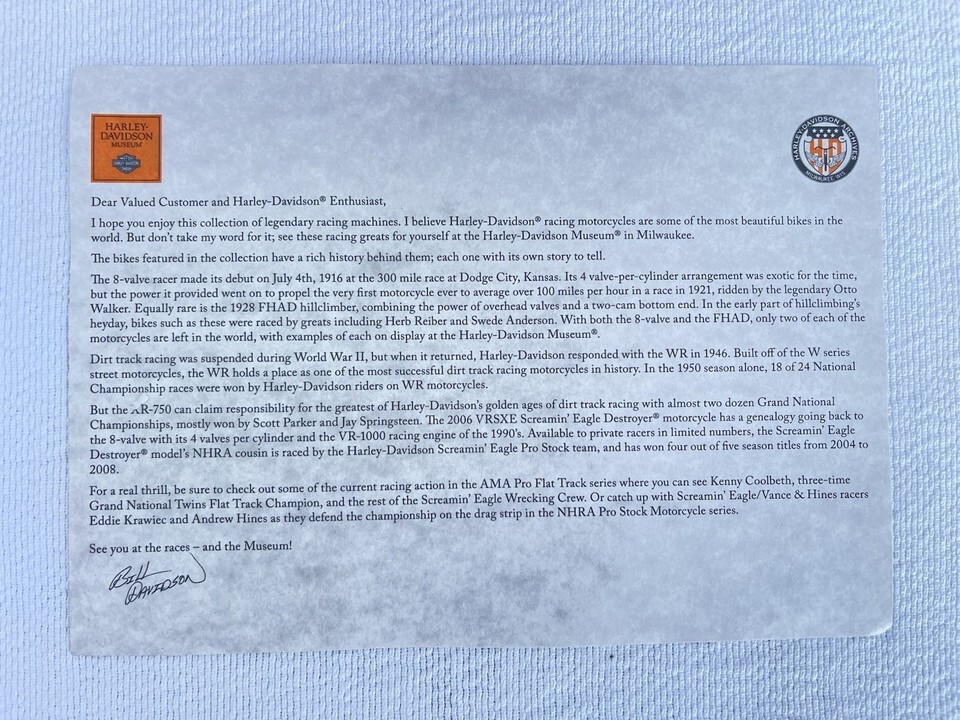 HARLEY-
DAVIDSON
MUSEUM
HARLEY-DAVIDSON ARCHIVES
MILWAUKEE, WIS.
Dear Valued Customer and Harley-Davidson® Enthusiast,
I hope you enjoy this collection of legendary racing machines. I believe Harley-Davidson® racing motorcycles are some of the most beautiful bikes in the
world. But don't take my word for it; see these racing greats for yourself at the Harley-Davidson Museum® in Milwaukee.
The bikes featured in the collection have a rich history behind them; each one with its own story to tell.
The 8-valve racer made its debut on July 4th, 1916 at the 300 mile race at Dodge City, Kansas. Its 4 valve-per-cylinder arrangement was exotic for the time,
but the power it provided went on to propel the very first motorcycle ever to average over 100 miles per hour in a race in 1921, ridden by the legendary Otto
Walker. Equally rare is the 1928 FHAD hillclimber, combining the power of overhead valves and a two-cam bottom end. In the early part of hillclimbing's
heyday, bikes such as these were raced by greats including Herb Reiber and Swede Anderson. With both the 8-valve and the FHAD, only two of each of the
motorcycles are left in the world, with examples of each on display at the Harley-Davidson Museum®.
Dirt track racing was suspended during World War II, but when it returned, Harley-Davidson responded with the WR in 1946. Built off of the W series
street motorcycles, the WR holds a place as one of the most successful dirt track racing motorcycles in history. In the 1950 season alone, 18 of 24 National
Championship races were won by Harley-Davidson riders on WR motorcycles.
But the XR-750 can claim responsibility for the greatest of Harley-Davidson's golden ages of dirt track racing with almost two dozen Grand National
Championships, mostly won by Scott Parker and Jay Springsteen. The 2006 VRSXE Screamin' Eagle Destroyer® motorcycle has a genealogy going back to
the 8-valve with its 4 valves per cylinder and the VR-1000 racing engine of the 1990's. Available to private racers in limited numbers, the Screamin' Eagle
Destroyer® model's NHRA cousin is raced by the Harley-Davidson Screamin' Eagle Pro Stock team, and has won four out of five season titles from 2004 to
2008.
For a real thrill, be sure to check out some of the current racing action in the AMA Pro Flat Track series where you can see Kenny Coolbeth, three-time
Grand National Twins Flat Track Champion, and the rest of the Screamin' Eagle Wrecking Crew. Or catch up with Screamin' Eagle/Vance & Hines racers
Eddie Krawiec and Andrew Hines as they defend the championship on the drag strip in the NHRA Pro Stock Motorcycle series.
See you at the races – and the Museum!
BILL
DAVIDSON